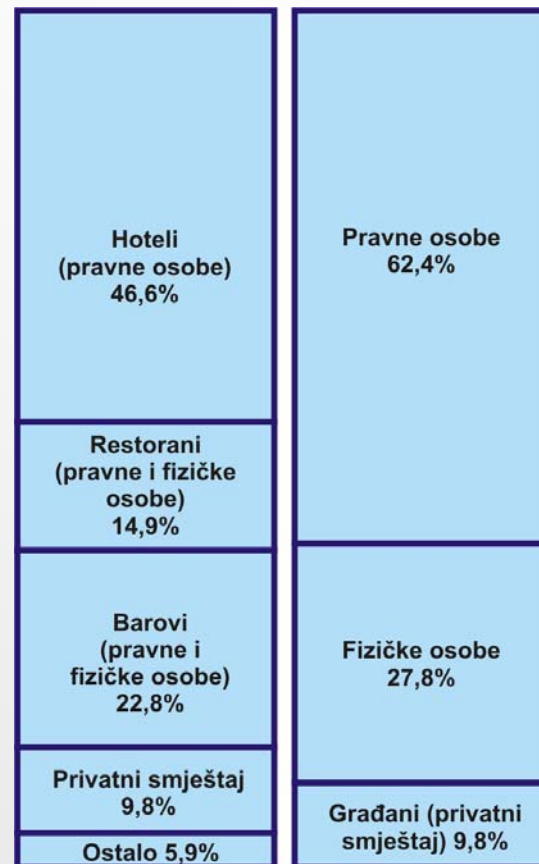 Hoteli
(pravne osobe)
46,6%
Restorani
(pravne i fizičke
osobe)
14,9%
Barovi
(pravne i
fizičke osobe)
22,8%
Privatni smještaj
9,8%
Ostalo 5,9%
Pravne osobe
62,4%
Fizičke osobe
27,8%
Građani (privatni
smještaj) 9,8%